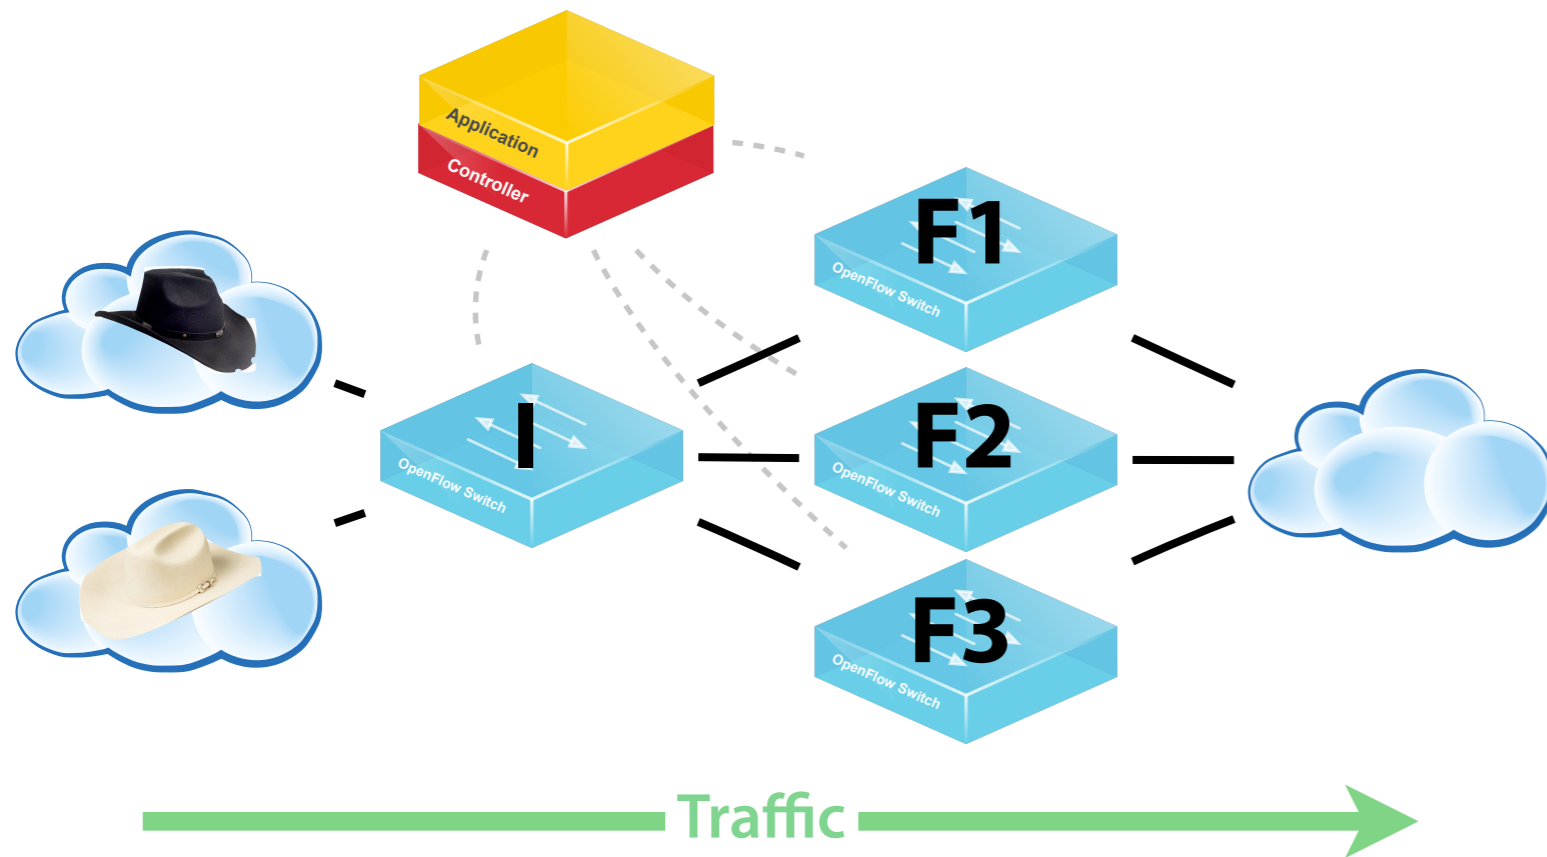 Application
Controller
F1
OpenFlow Switch
I
OpenFlow Switch
F2
OpenFlow Switch
F3
OpenFlow Switch
Traffic